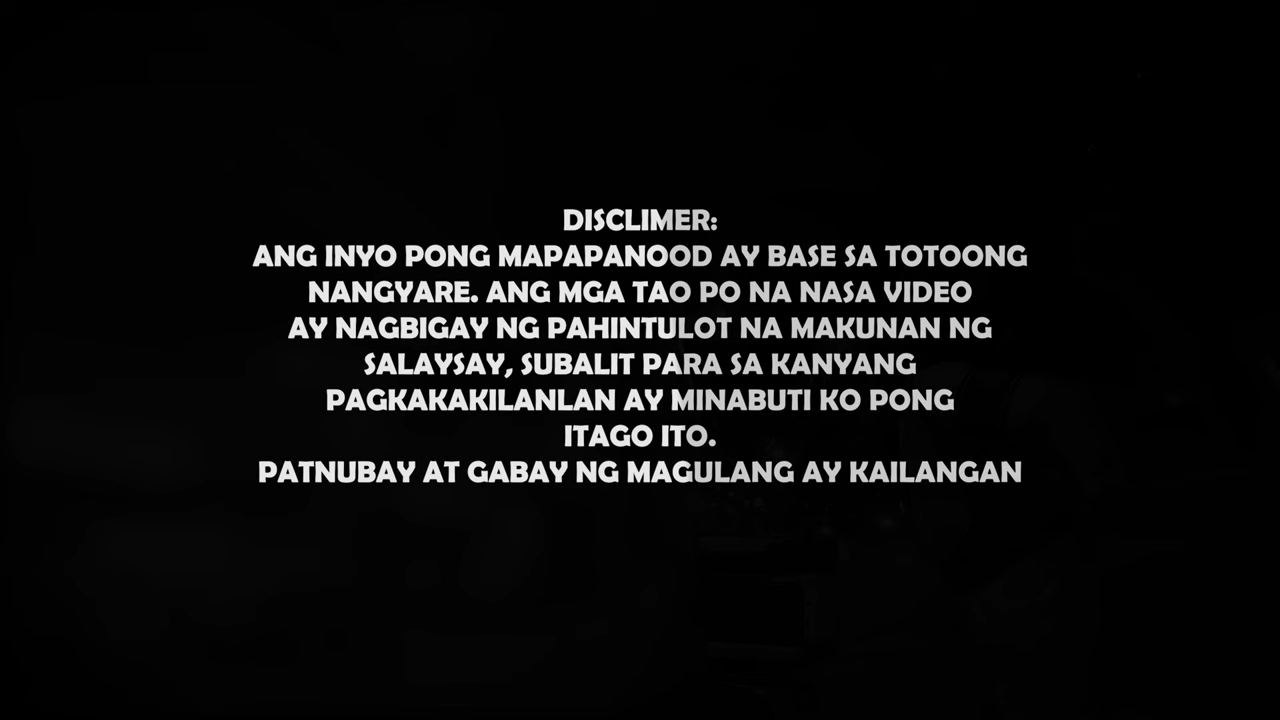 DISCLIMER:
ANG INYO PONG MAPAPANOOD AY BASE SA TOTOONG
NANGYARE. ANG MGA TAO PO NA NASA VIDEO
AY NAGBIGAY NG PAHINTULOT NA MAKUNAN NG
SALAYSAY, SUBALIT PARA SA KANYANG
PAGKAKAKILANLAN AY MINABUTI KO PONG
ITAGO ITO.
PATNUBAY AT GABAY NG MAGULANG AY KAILANGAN